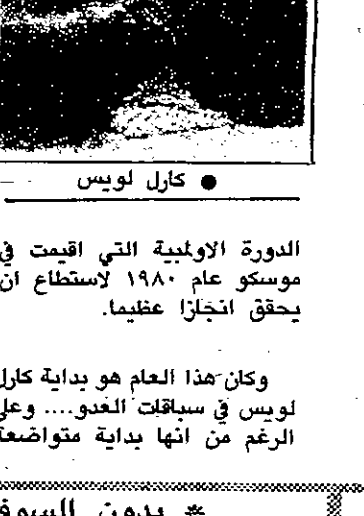 ● كارل لويس
الدورة الاولمبية التي اقيمت في
موسكو عام ١٩٨٠ لاستطاع ان
يحقق انجازا عظيما.
وكان هذا العام هو بداية كارل
لويس في سباقات العدو.... وعلى
الرغم من انها بداية متواضعة
* بدون